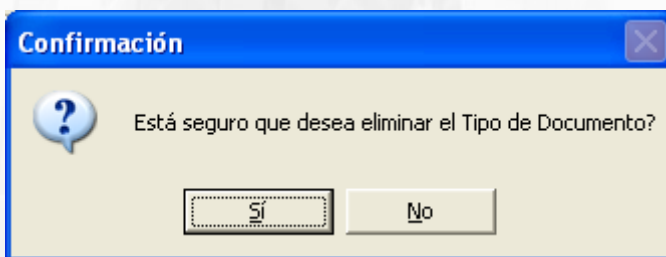 Confirmación
Está seguro que desea eliminar el Tipo de Documento?
Sí
No